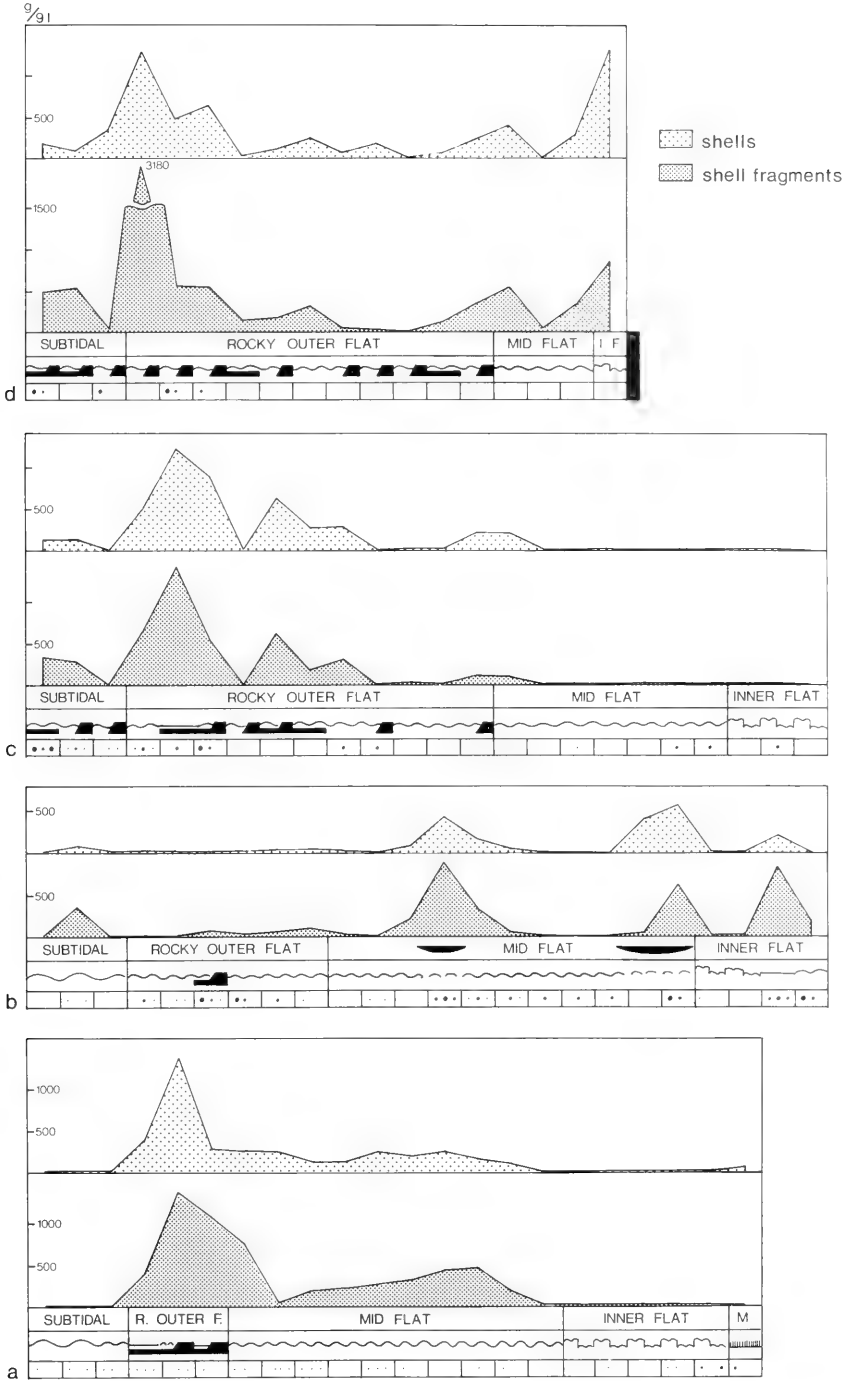 g/9l
500
shells
shell fragments
3180
1500
SUBTIDAL ROCKY OUTER FLAT MID FLAT I F
d
500
500
SUBTIDAL ROCKY OUTER FLAT MID FLAT INNER FLAT
c
500
500
SUBTIDAL ROCKY OUTER FLAT MID FLAT INNER FLAT
b
1000
500
1000
500
SUBTIDAL R. OUTER F. MID FLAT INNER FLAT M
a